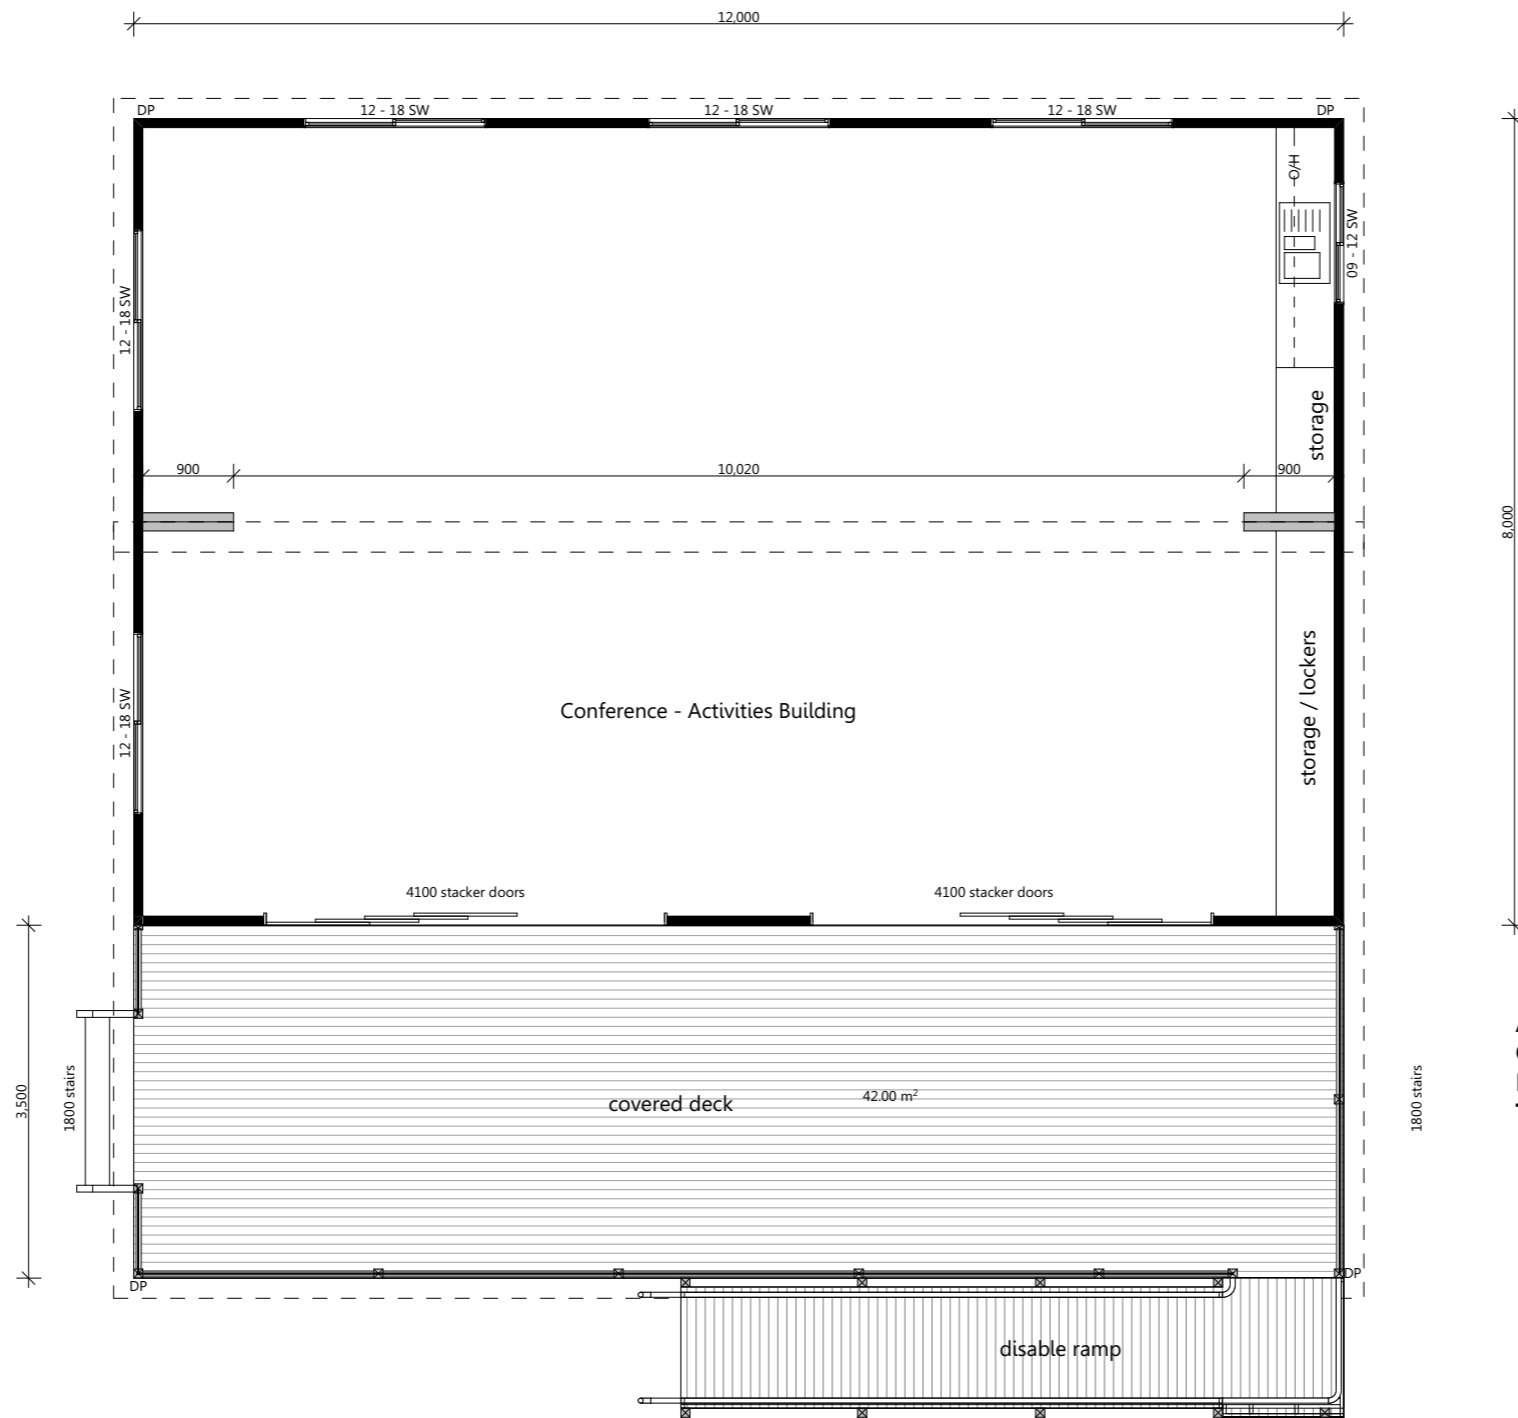 12,000
DP
12 - 18 SW
12 - 18 SW
12 - 18 SW
DP
O/H
09 - 12 SW
12 - 18 SW
storage
900
10,020
900
8,000
12 - 18 SW
Conference - Activities Building
storage / lockers
4100 stacker doors
4100 stacker doors
3,500
1800 stairs
covered deck
42.00 m²
1800 stairs
DP
DP
disable ramp